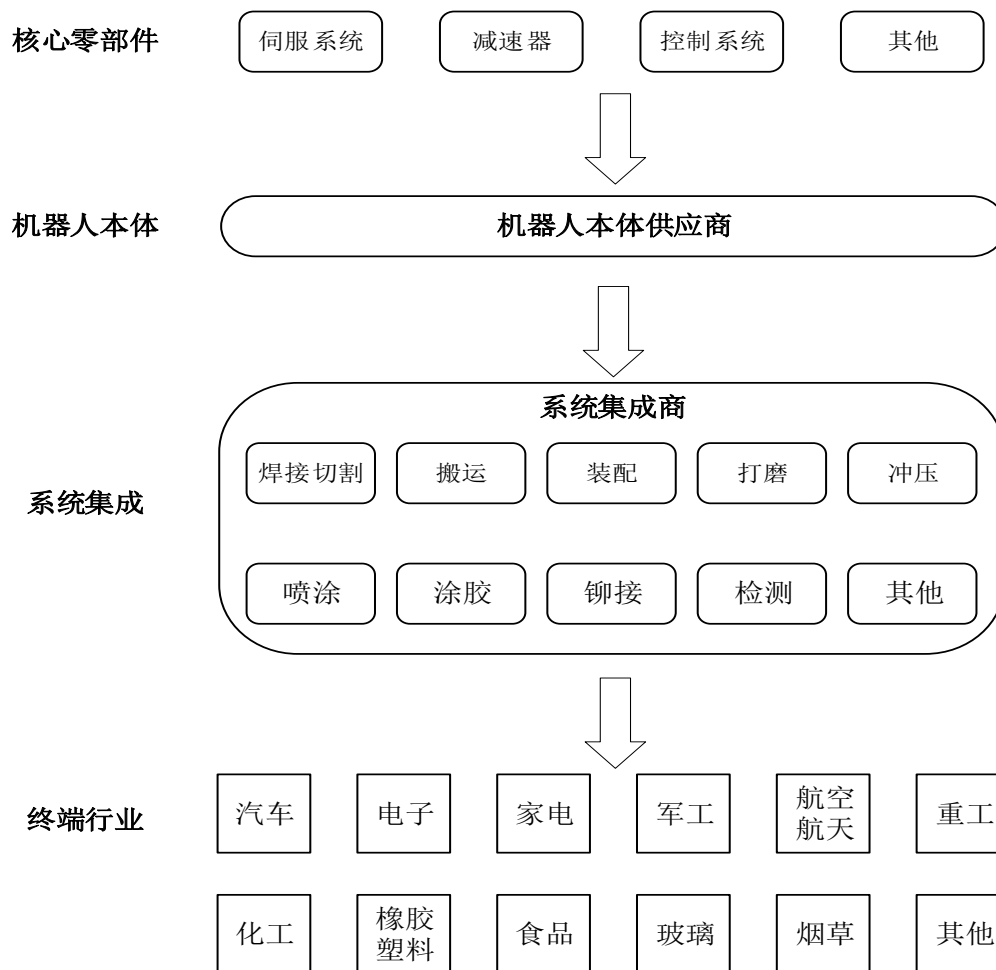 核心零部件
伺服系统
减速器
控制系统
其他
机器人本体
机器人本体供应商
系统集成
系统集成商
焊接切割
搬运
装配
打磨
冲压
喷涂
涂胶
铆接
检测
其他
终端行业
汽车
电子
家电
军工
航空
航天
重工
化工
橡胶
塑料
食品
玻璃
烟草
其他